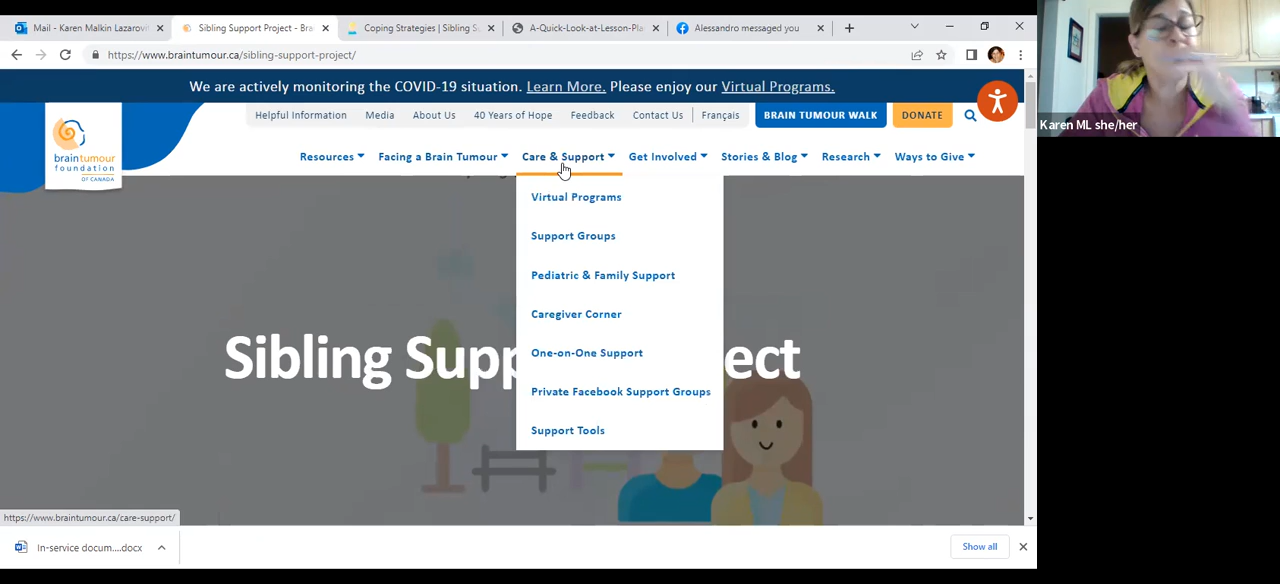 Mail - Karen Malkin Lazarovi
Sibling Support Project - Bra
Coping Strategies | Sibling S
A-Quick-Look-at-Lesson-Pla
Alessandro messaged you
https://www.braintumour.ca/sibling-support-project/
We are actively monitoring the COVID-19 situation. Learn More. Please enjoy our Virtual Programs.
Helpful Information Media About Us 40 Years of Hope Feedback Contact Us Français BRAIN TUMOUR WALK DONATE
Karen ML she/her
braintumour
foundation
OF CANADA
Resources Facing a Brain Tumour Care & Support Get Involved Stories & Blog Research Ways to Give
Virtual Programs
Support Groups
Pediatric & Family Support
Caregiver Corner
One-on-One Support
Private Facebook Support Groups
Support Tools
Sibling Supp ect
https://www.braintumour.ca/care-support/
In-service docum....docx
Show all